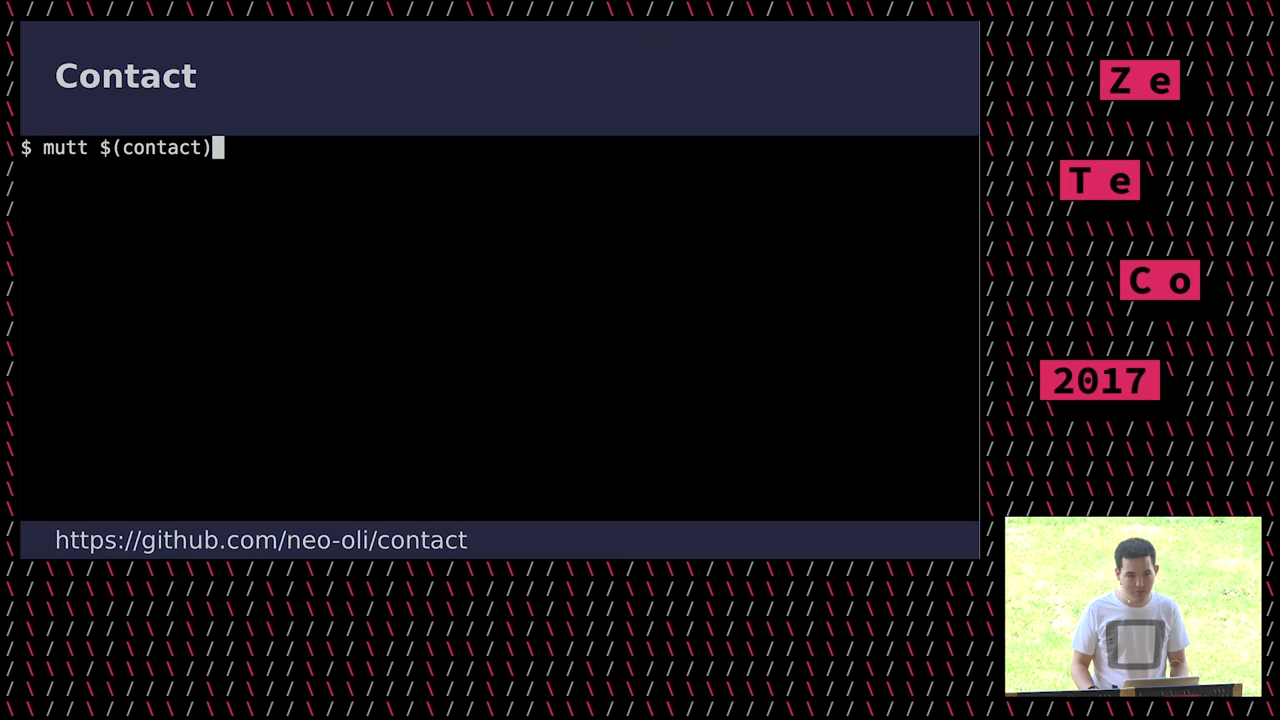 Contact
$ mutt $(contact)
https://github.com/neo-oli/contact
Z e
T e
C o
2017